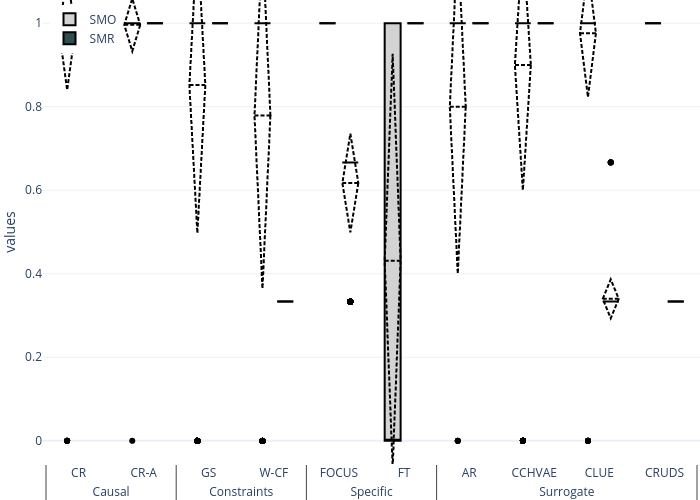 SMO
SMR
values
1
0.8
0.6
0.4
0.2
0
CR CR-A GS W-CF FOCUS FT AR CCHVAE CLUE CRUDS
Causal Constraints Specific Surrogate